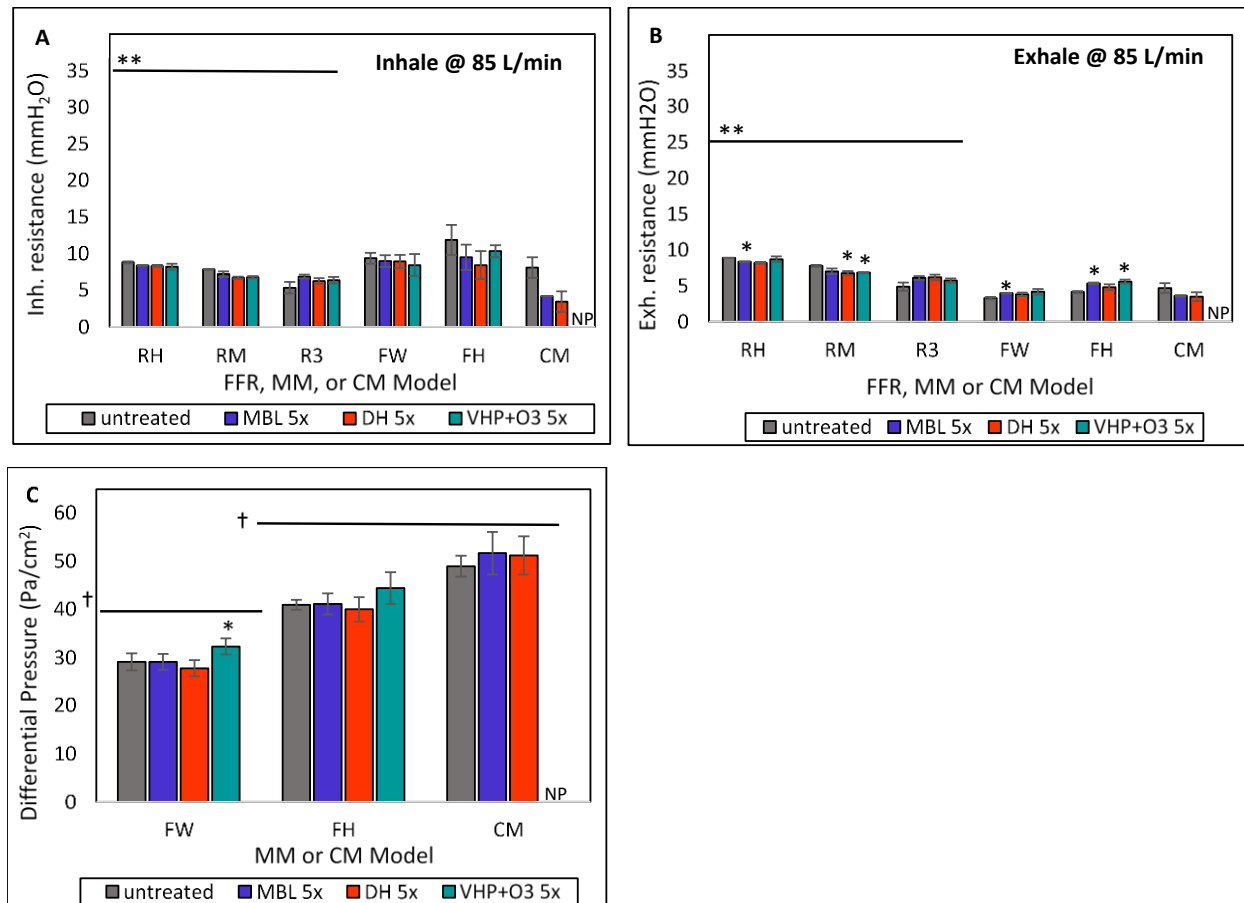 A
**
Inhale @ 85 L/min
35
30
25
20
15
10
5
0
Inh. resistance (mmH₂O)
NP
RH RM R3 FW FH CM
FFR, MM, or CM Model
untreated MBL 5x DH 5x VHP+O3 5x
B
Exhale @ 85 L/min
35
30
25
20
15
10
5
0
Exh. resistance (mmH2O)
**
*
* *
*
* *
NP
RH RM R3 FW FH CM
FFR, MM or CM Model
untreated MBL 5x DH 5x VHP+O3 5x
C
60
50
40
30
20
10
0
Differential Pressure (Pa/cm²)
†
†
*
NP
FW FH CM
MM or CM Model
untreated MBL 5x DH 5x VHP+O3 5x